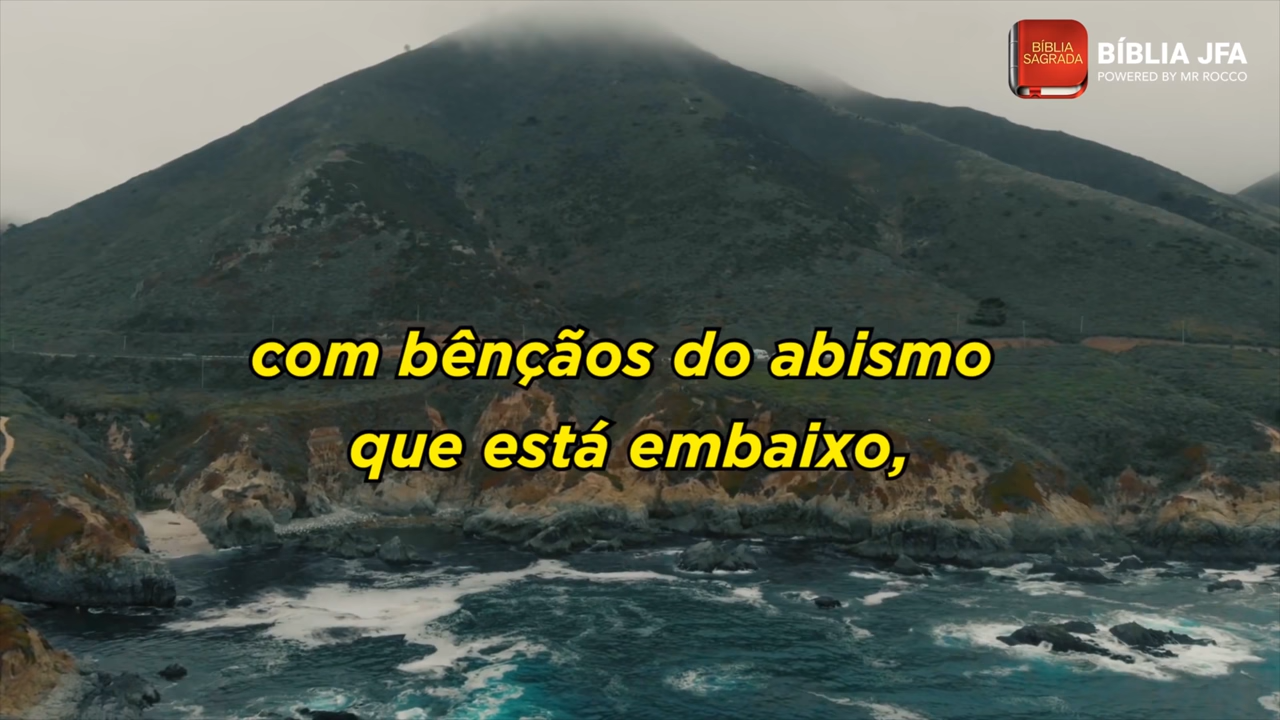 BÍBLIA
SAGRADA
BÍBLIA JFA
POWERED BY MR ROCCO
com bênçãos do abismo
que está embaixo,